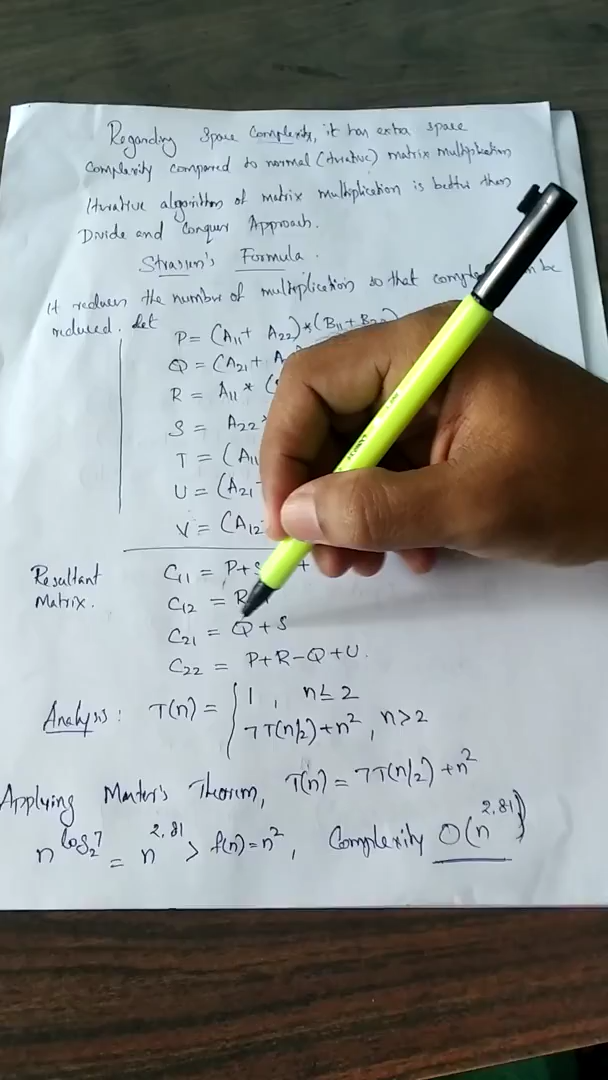 Regarding Space Complexity, it has extra space
complexity compared to normal (iterative) matrix multiplication
Iterative algorithm of matrix multiplication is better than
Divide and Conquer Approach.
Strassen's Formula.
It reduces the number of multiplication so that be
reduced. Let
P = (A11 + A22)*(B11 +
Q = (A21 +
R = A11 * (
S = A22
T = (A11
U = (A21
V = (A12
Resultant
Matrix.
C11 = P+S +
C12 = R
C21 = Q+S
C22 = P+R-Q+U.
Analysis: T(n) = { 1, n≤2
7T(n/2)+n², n>2
Applying Master's Theorem, T(n) = 7T(n/2)+n²
n^log₂7 = n^2.81 > f(n)=n², Complexity O(n^2.81)